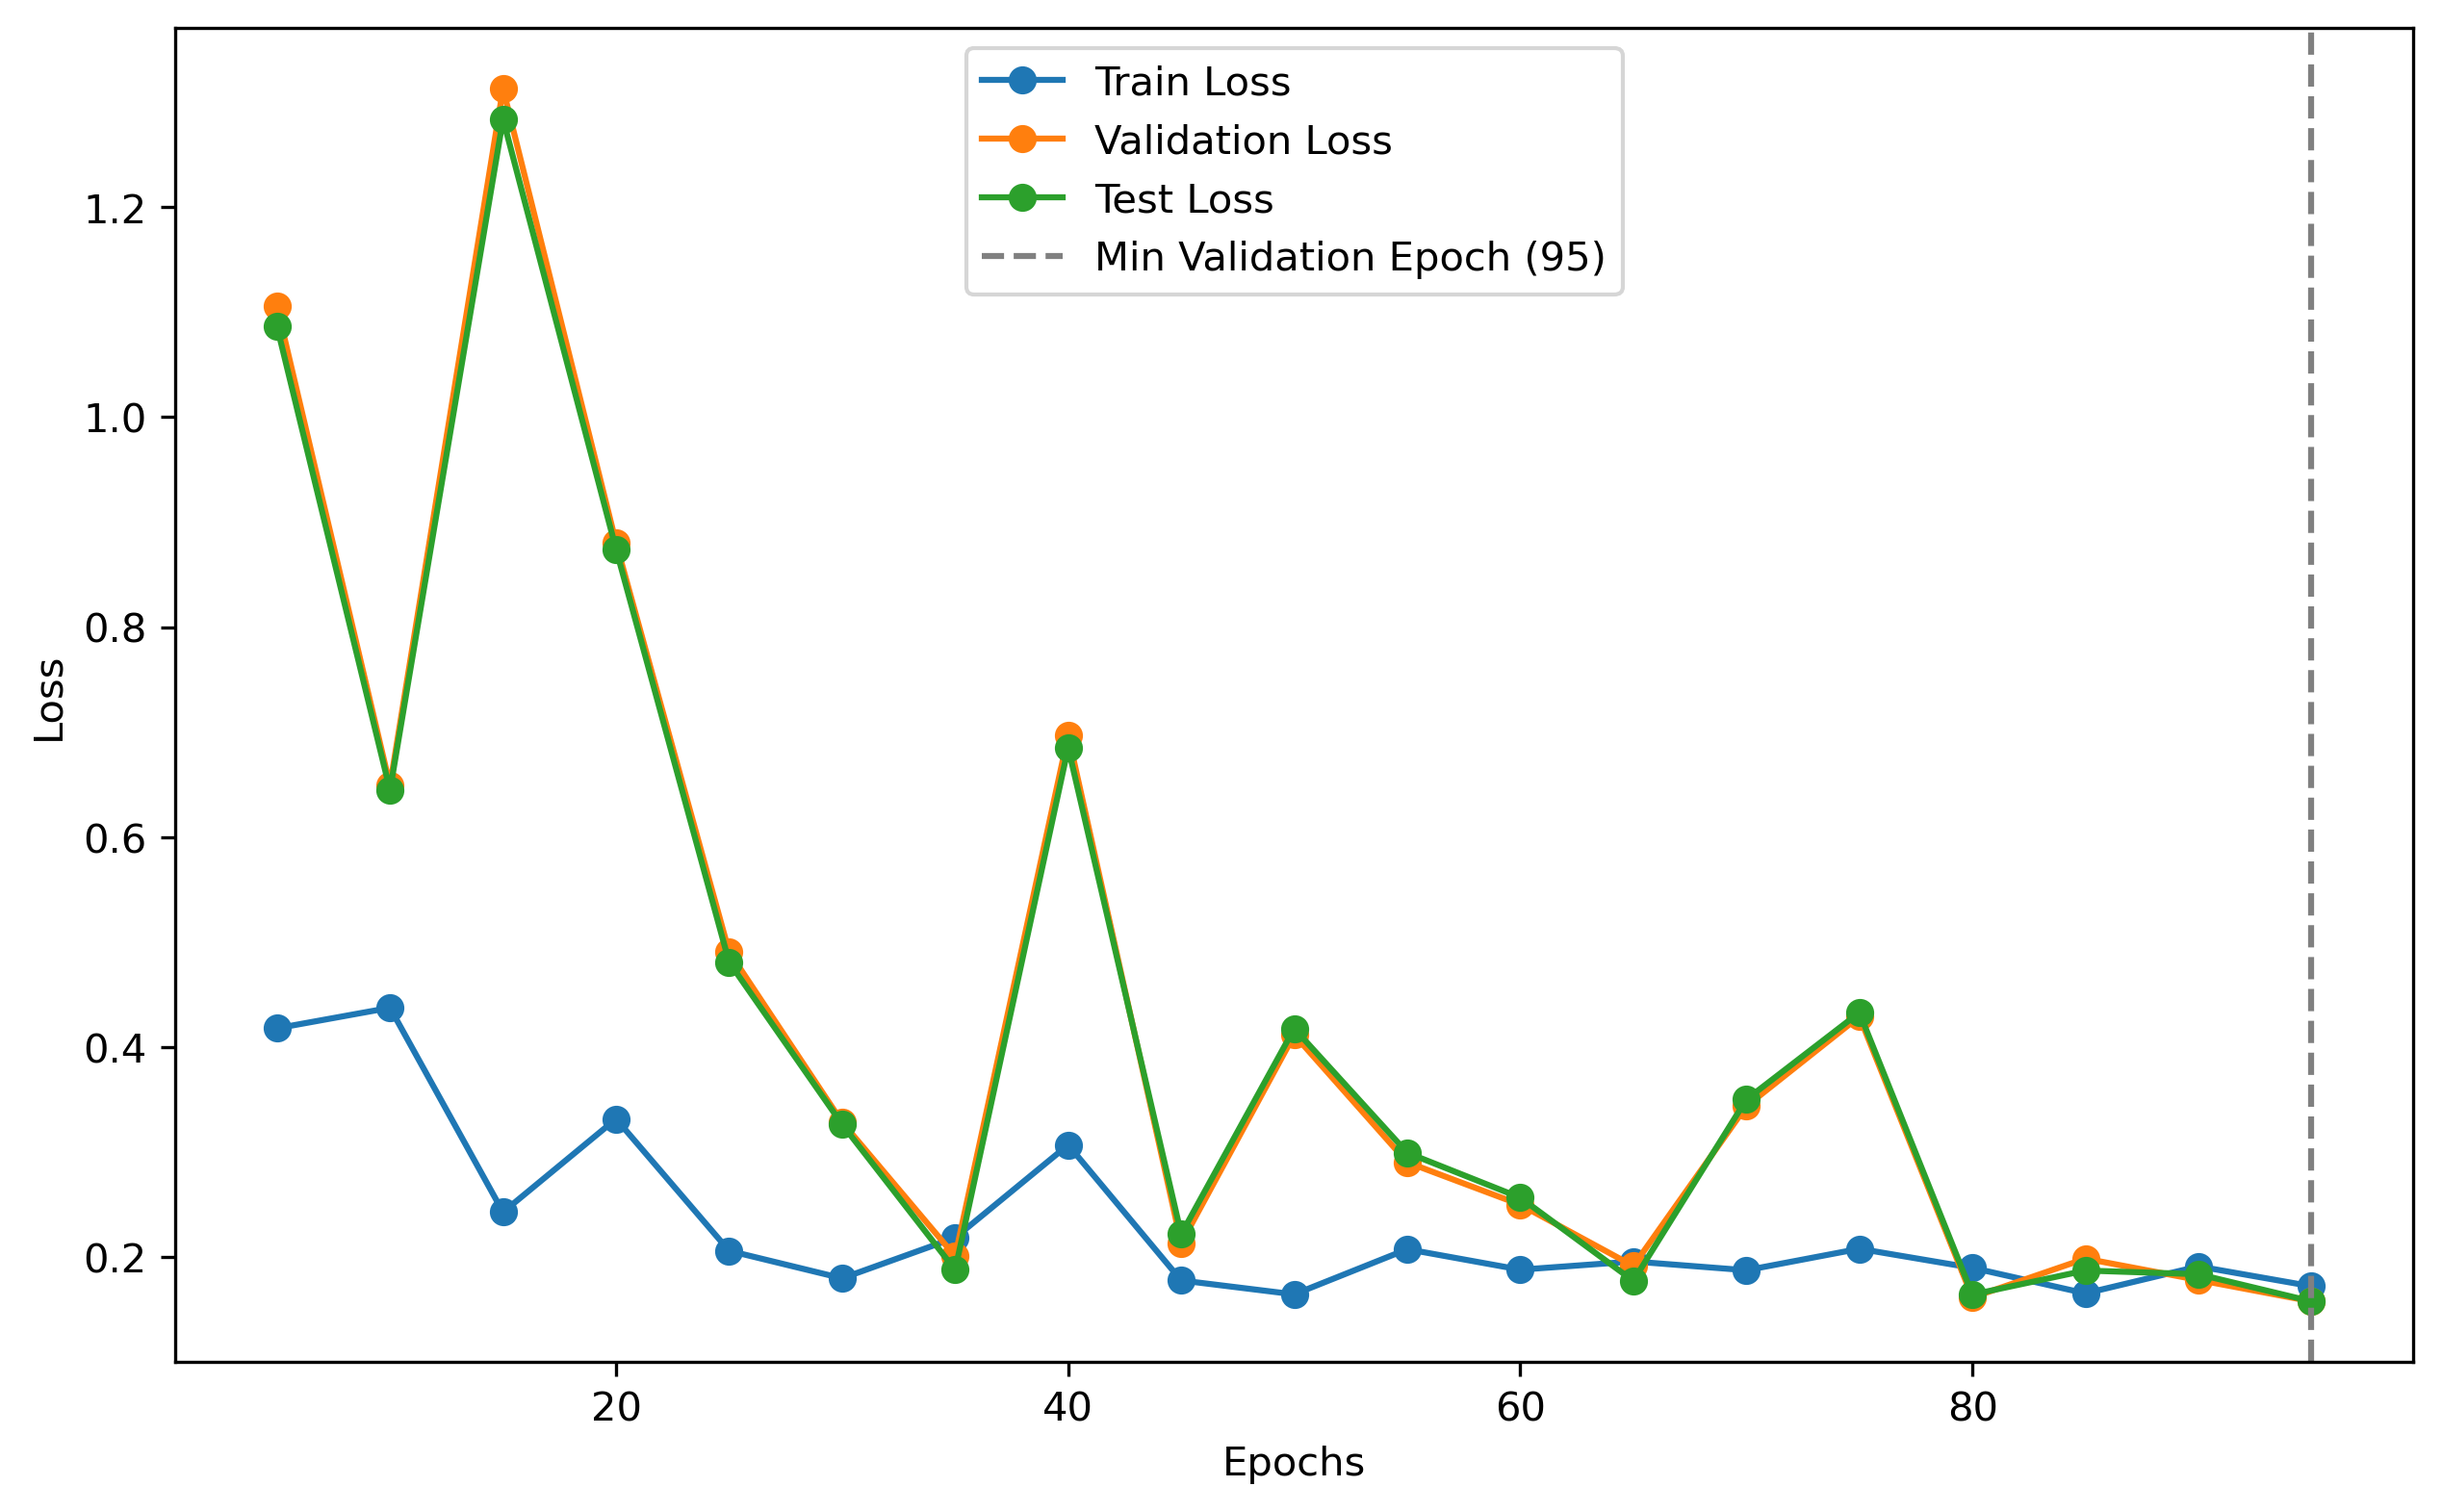 Train Loss
Validation Loss
Test Loss
Min Validation Epoch (95)
1.2
1.0
0.8
0.6
0.4
0.2
Loss
20 40 60 80
Epochs